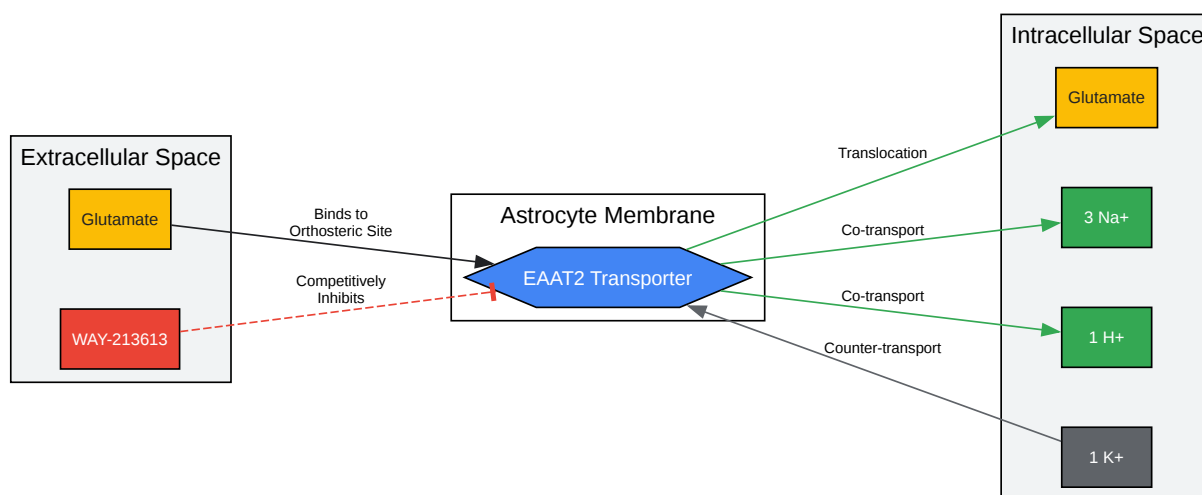 Extracellular Space
Glutamate
WAY-213613
Binds to
Orthosteric Site
Competitively
Inhibits
Astrocyte Membrane
EAAT2 Transporter
Translocation
Co-transport
Co-transport
Counter-transport
Intracellular Space
Glutamate
3 Na+
1 H+
1 K+